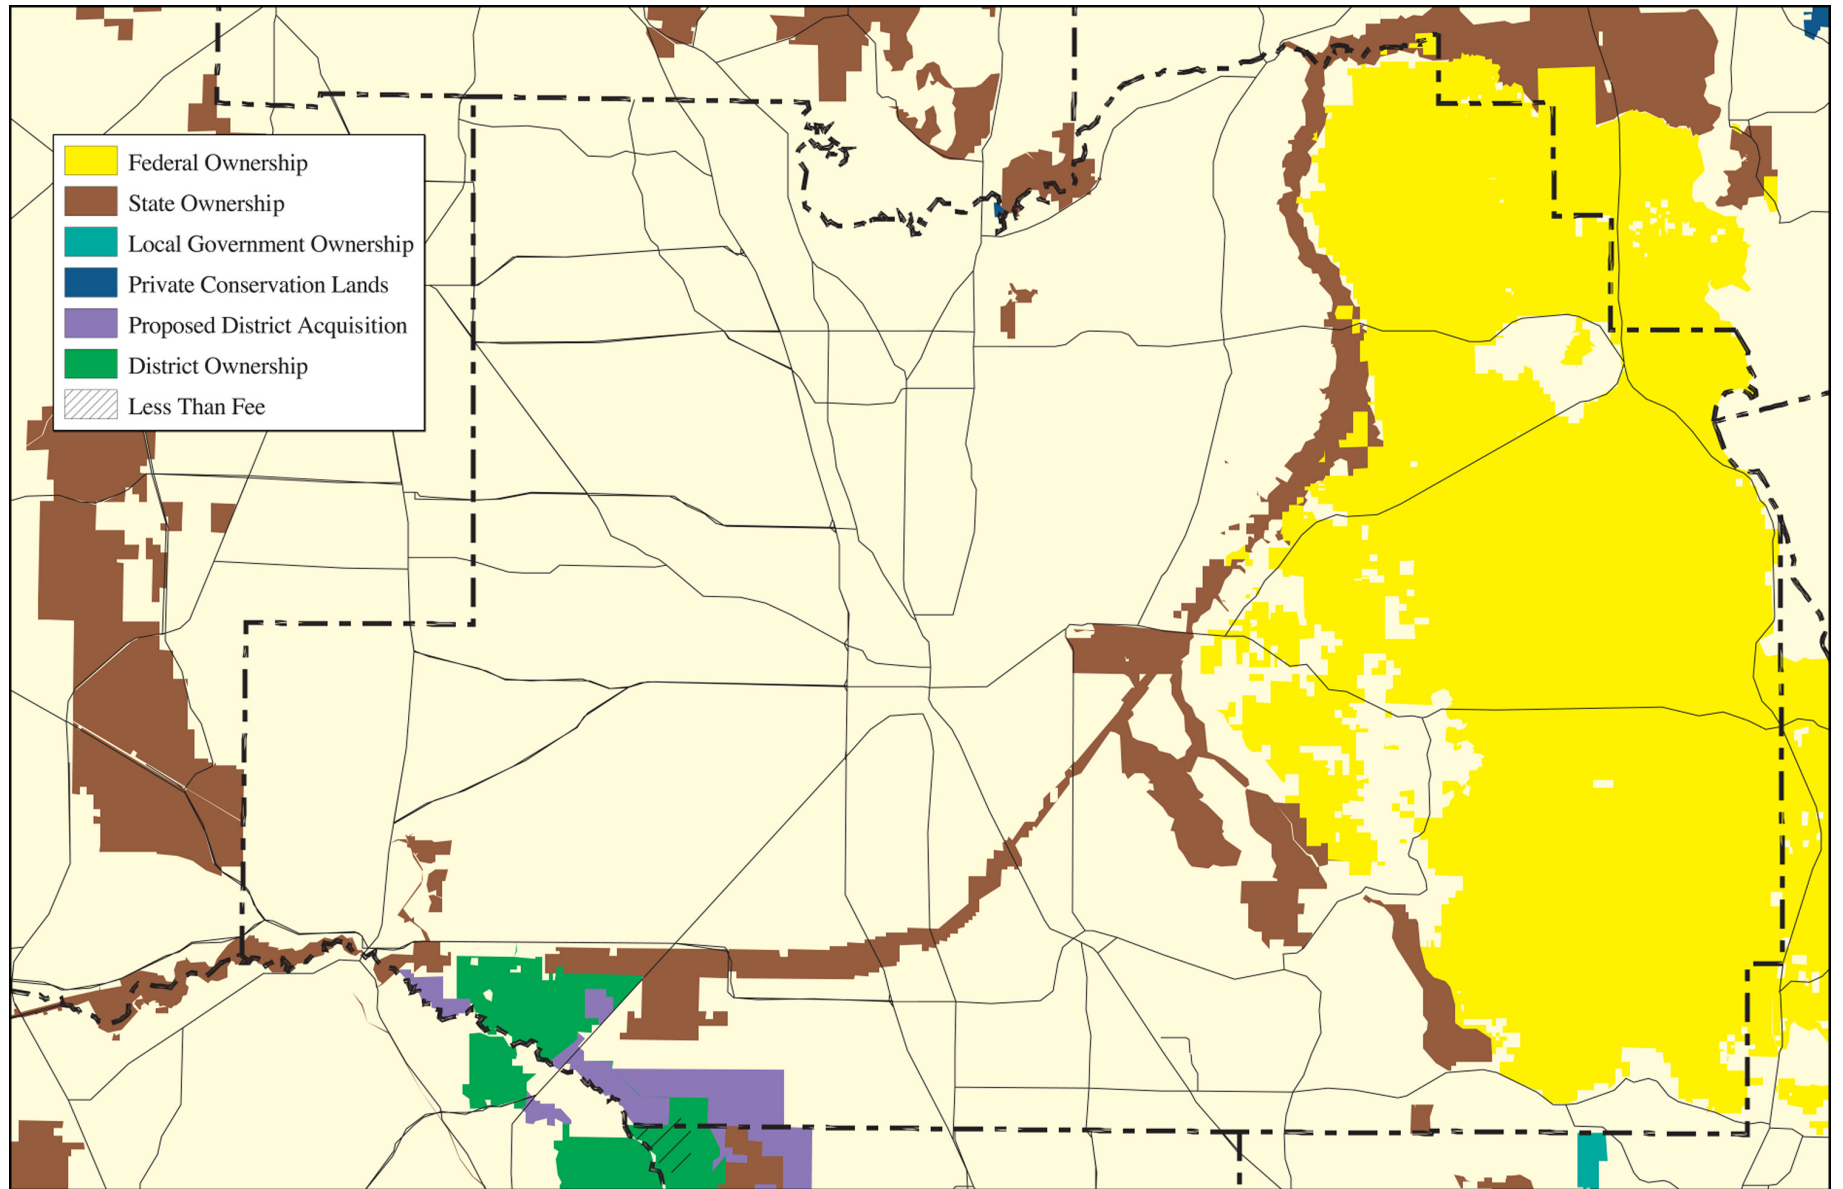 Federal Ownership
State Ownership
Local Government Ownership
Private Conservation Lands
Proposed District Acquisition
District Ownership
Less Than Fee